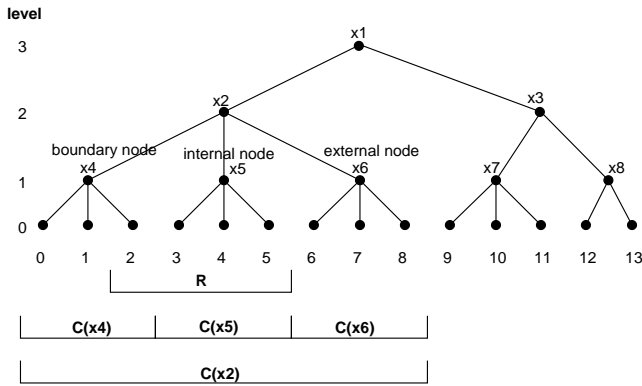 level
3 x1
2 x2 x3
boundary node internal node external node
1 x4 x5 x6 x7 x8
0
0 1 2 3 4 5 6 7 8 9 10 11 12 13
R
C(x4) C(x5) C(x6)
C(x2)